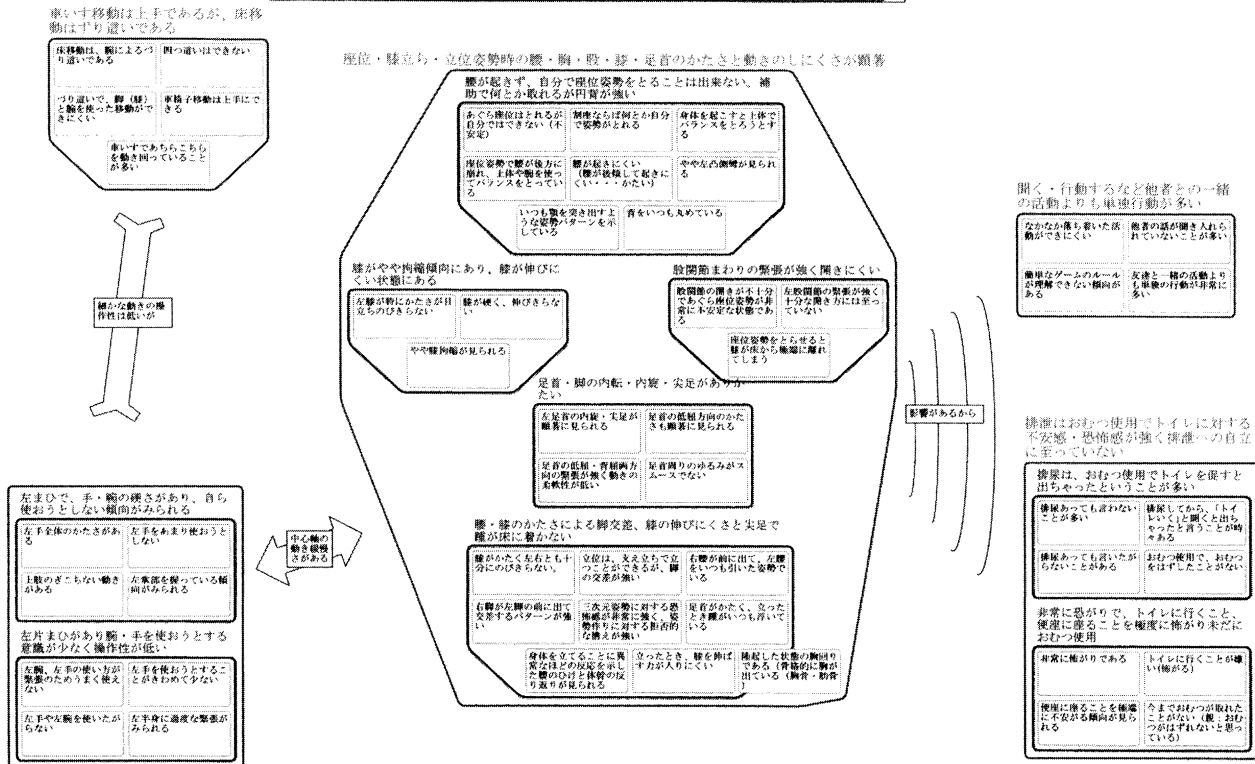 車いす移動は上手であるが、床移
動はずり這いである
床移動は、腕によるづ
り這いである
四つ這いはできない
づり這いで、脚（膝）
と腕を使った移動がで
きにくい
車椅子移動は上手にで
きる
車いすであちらこちら
を動き回っていること
が多い
細かな動きの操
作性は低いが
左まひで、手・腕の硬さがあり、自ら
使おうとしない傾向がみられる
左手全体のかたさがあ
る
左手をあまり使おうと
しない
上肢のぎこちない動き
がある
左掌部を握っている傾
向がみられる
左片まひがあり腕・手を使おうとする
意識が少なく操作性が低い
左腕、左手の使い方が
緊張のためうまく使え
ない
左手を使おうとするこ
とがきわめて少ない
左手や左腕を使いたが
らない
左半身に過度な緊張が
みられる
中心軸の
動き緩慢
さがある
座位・膝立ち・立位姿勢時の腰・胸・股・膝・足首のかたさと動きのしにくさが顕著
腰が起きず、自分で座位姿勢をとることは出来ない、補
助で何とか取れるが円背が強い
あぐら座位はとれるが
自分ではできない（不
安定）
割座ならば何とか自分
で姿勢がとれる
身体を起こすと上体で
バランスをとろうとす
る
座位姿勢で腰が後方に
崩れ、上体や腕を使っ
てバランスをとってい
る
腰が起きにくい
（腰が後傾して起きに
くい・・・かたい）
やや左凸側彎が見られ
る
いつも顎を突き出すよ
うな姿勢パターンを示
している
背をいつも丸めている
膝がやや拘縮傾向にあり、膝が伸びに
くい状態にある
左膝が特にかたさが目
立ちのびきらない
膝が硬く、伸びきらな
い
やや膝拘縮が見られる
股関節まわりの緊張が強く開きにくい
股関節の開きが不十分
であぐら座位姿勢が非
常に不安定な状態であ
る
左股関節の緊張が強く
十分な開き方には至っ
ていない
座位姿勢をとらせると
膝が床から極端に離れ
てしまう
足首・脚の内転・内旋・尖足がありか
たい
左足首の内旋・尖足が
顕著に見られる
足首の低屈方向のかた
さも顕著に見られる
足首の低屈・背屈両方
向の緊張が強く動きの
柔軟性が低い
足首周りのゆるみがス
ムースでない
腰・膝のかたさによる脚交差、膝の伸びにくさと尖足で
踵が床に着かない
膝がかたく左右とも十
分にのびきらない。
立位は、支え立ちで立
つことができるが、脚
の交差が強い
右腰が前に出て、左腰
をいつも引いた姿勢で
いる
右脚が左脚の前に出て
交差するパターンが強
い
三次元姿勢に対する恐
怖感が非常に強く、姿
勢作りに対する拒否的
な構えが強い
足首がかたく、立った
とき踵がいつも浮いて
いる
身体を立てることに異
常なほどの反応を示し
た腰のひけと体幹の反
り返りが見られる
立ったとき、膝を伸ば
す力が入りにくい
隆起した状態の胸回り
である（骨格的に胸が
出ている（胸骨・肋骨
影響があるから
聞く・行動するなど他者との一緒
の活動よりも単独行動が多い
なかなか落ち着いた活
動ができにくい
他者の話が聞き入れら
れていないことが多い
簡単なゲームのルール
が理解できない傾向が
ある
友達と一緒の活動より
も単独の行動が非常に
多い
排泄はおむつ使用でトイレに対する
不安感・恐怖感が強く排泄への自立
に至っていない
排尿は、おむつ使用でトイレを促すと
出ちゃったということが多い
排尿あっても言わない
ことが多い
排尿してから、「トイ
レいく」と聞くと出ち
ゃったと言うことが時
々ある
排尿あっても言いたが
らないことがある
おむつ使用で、おむつ
をはずしたことがない
非常に恐がりで、トイレに行くこと、
便座に座ることを極度に怖がり未だに
おむつ使用
非常に怖がりである
トイレに行くことが嫌
い（怖がる）
便座に座ることを極端
に不安がる傾向が見ら
れる
今までおむつが取れた
ことがない（親：おむ
つがはずれないと思っ
ている）